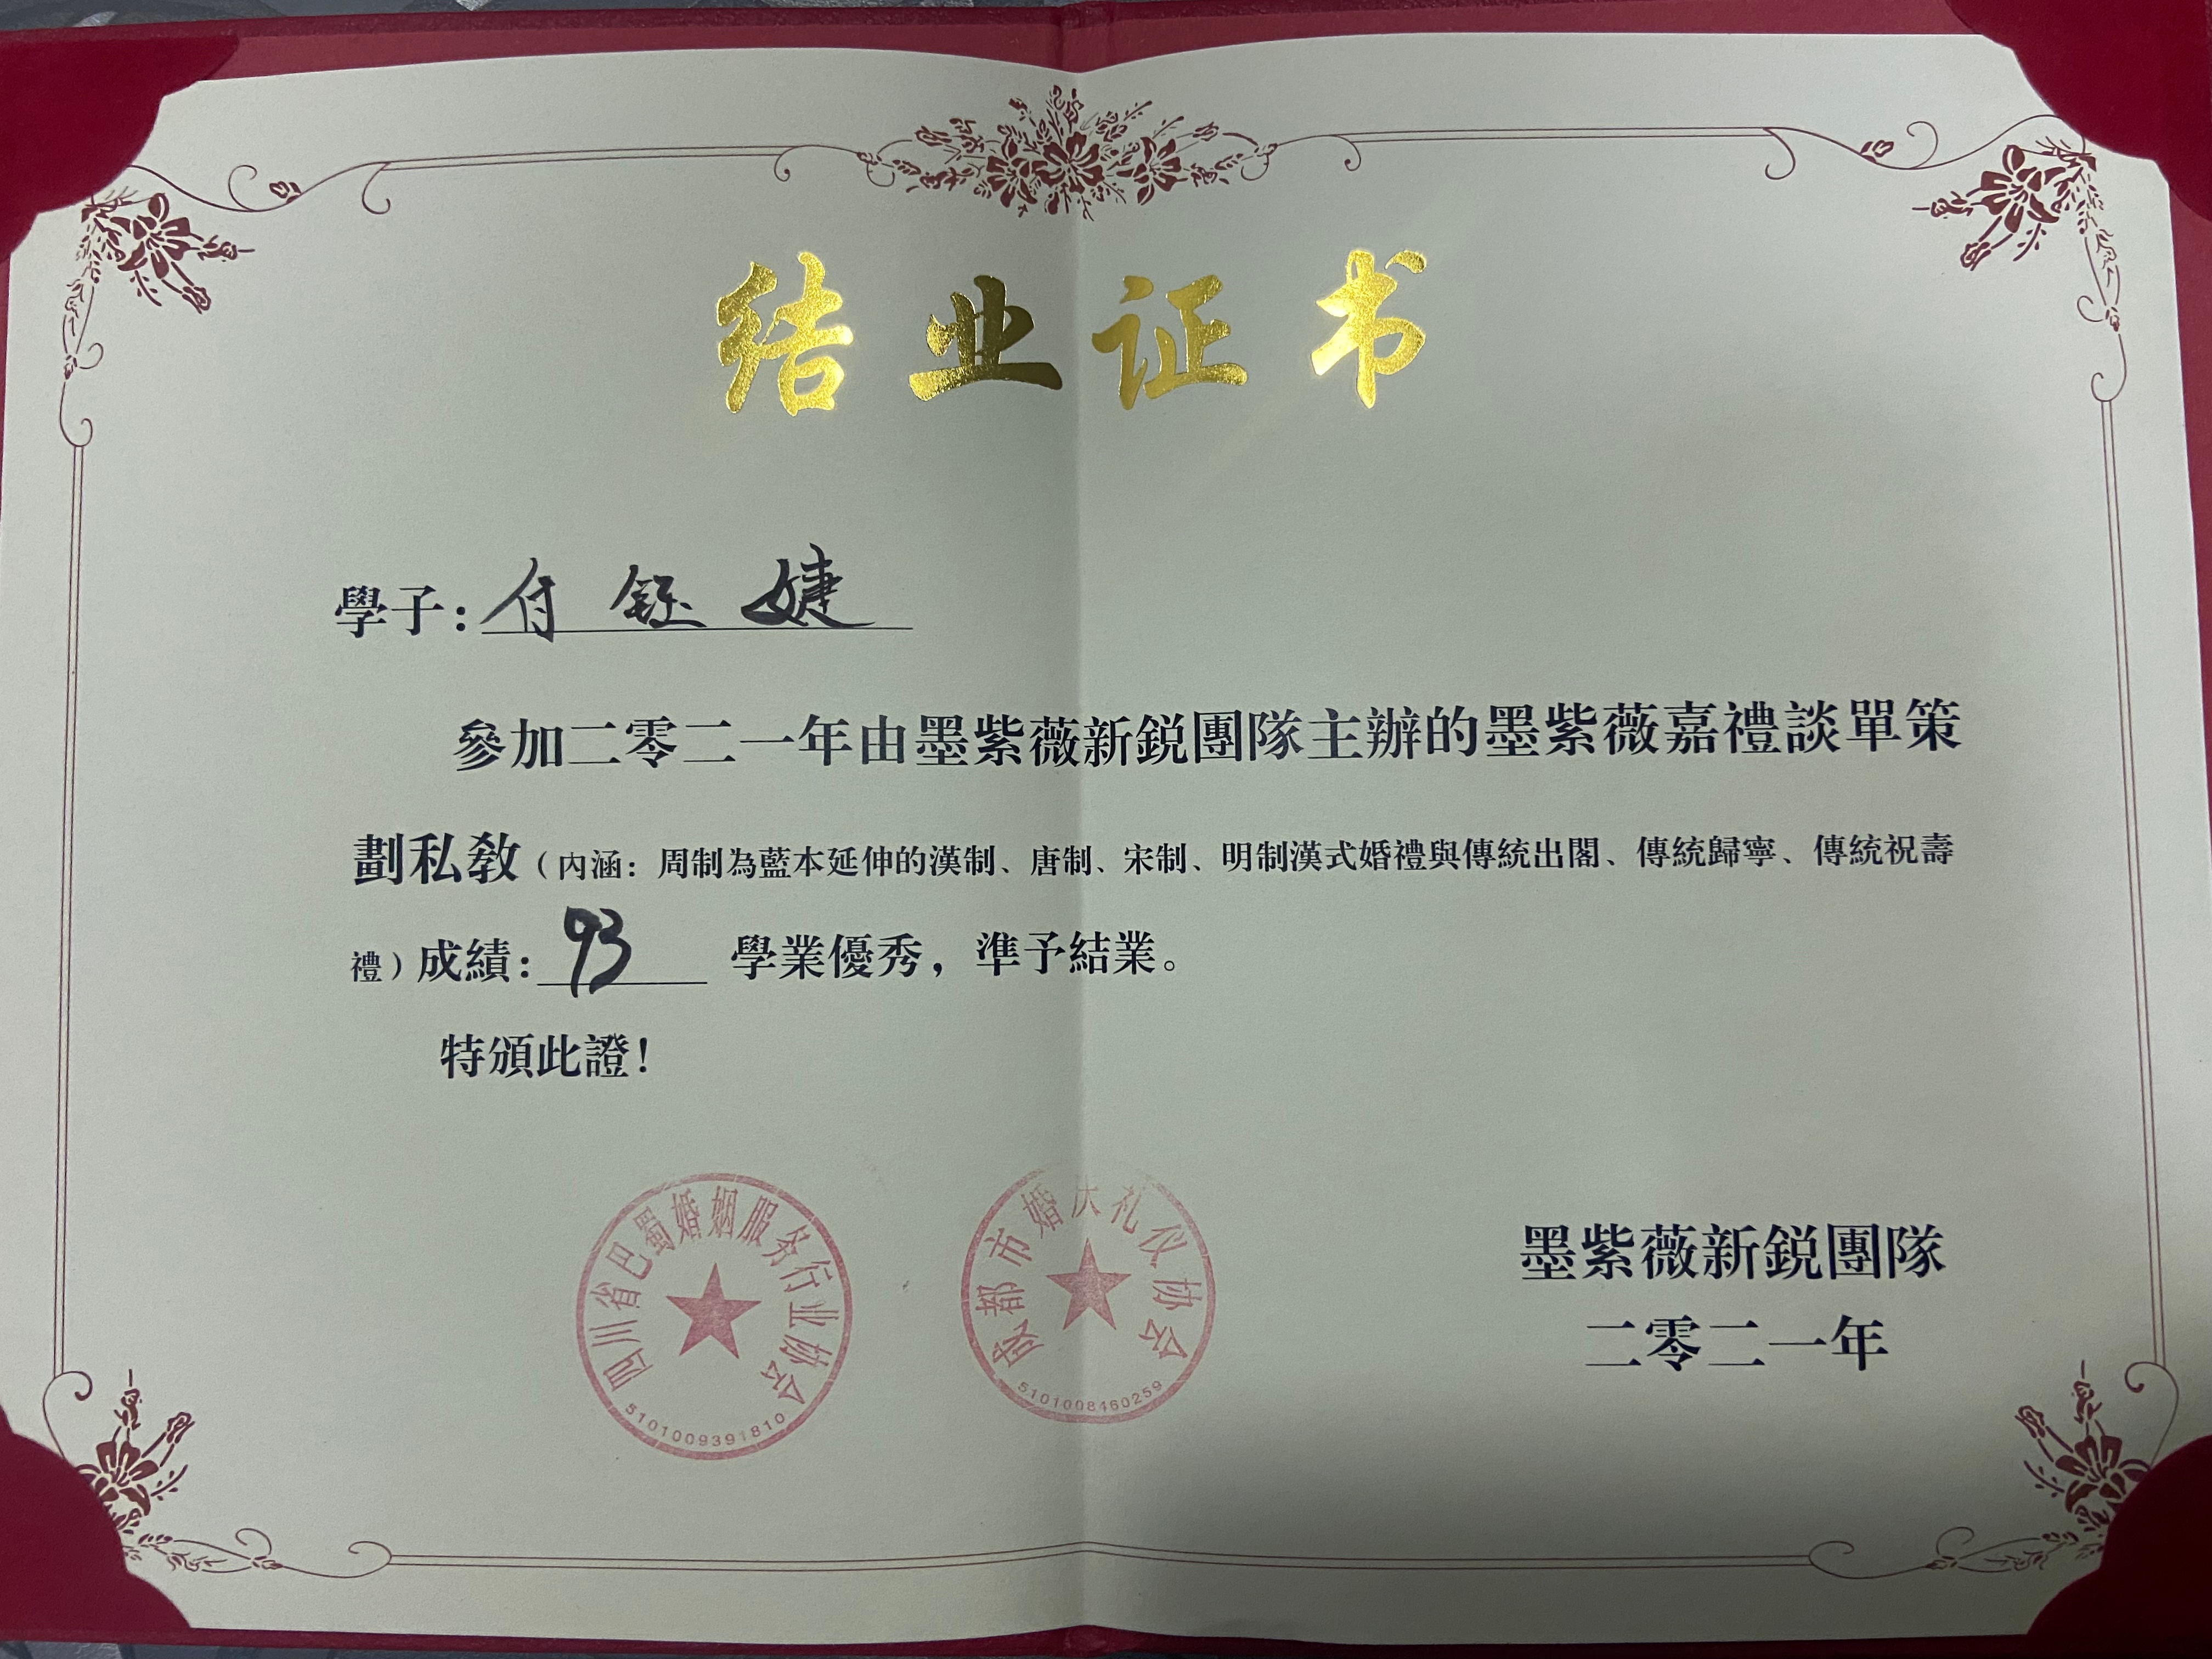 结业证书
學子：付鈺婕
參加二零二一年由墨紫薇新鋭團隊主辦的墨紫薇嘉禮談單策
劃私教（内涵：周制為藍本延伸的漢制、唐制、宋制、明制漢式婚禮與傳統出閣、傳統歸寧、傳統祝壽
禮）成績：93 學業優秀，準予結業。
特頒此證！
四川省巴蜀婚姻服务行业协会
5101009391810
成都市婚庆礼仪协会
5101008460259
墨紫薇新鋭團隊
二零二一年